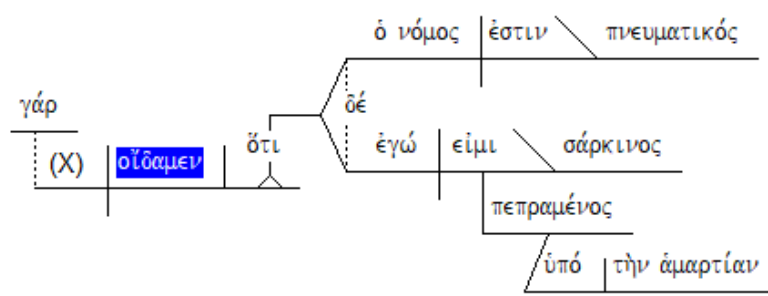 ὁ νόμος ἐστιν πνευματικός
γάρ δέ
(X) οἴδαμεν ὅτι ἐγώ εἰμι σάρκινος
πεπραμένος
ὑπό τὴν ἁμαρτίαν